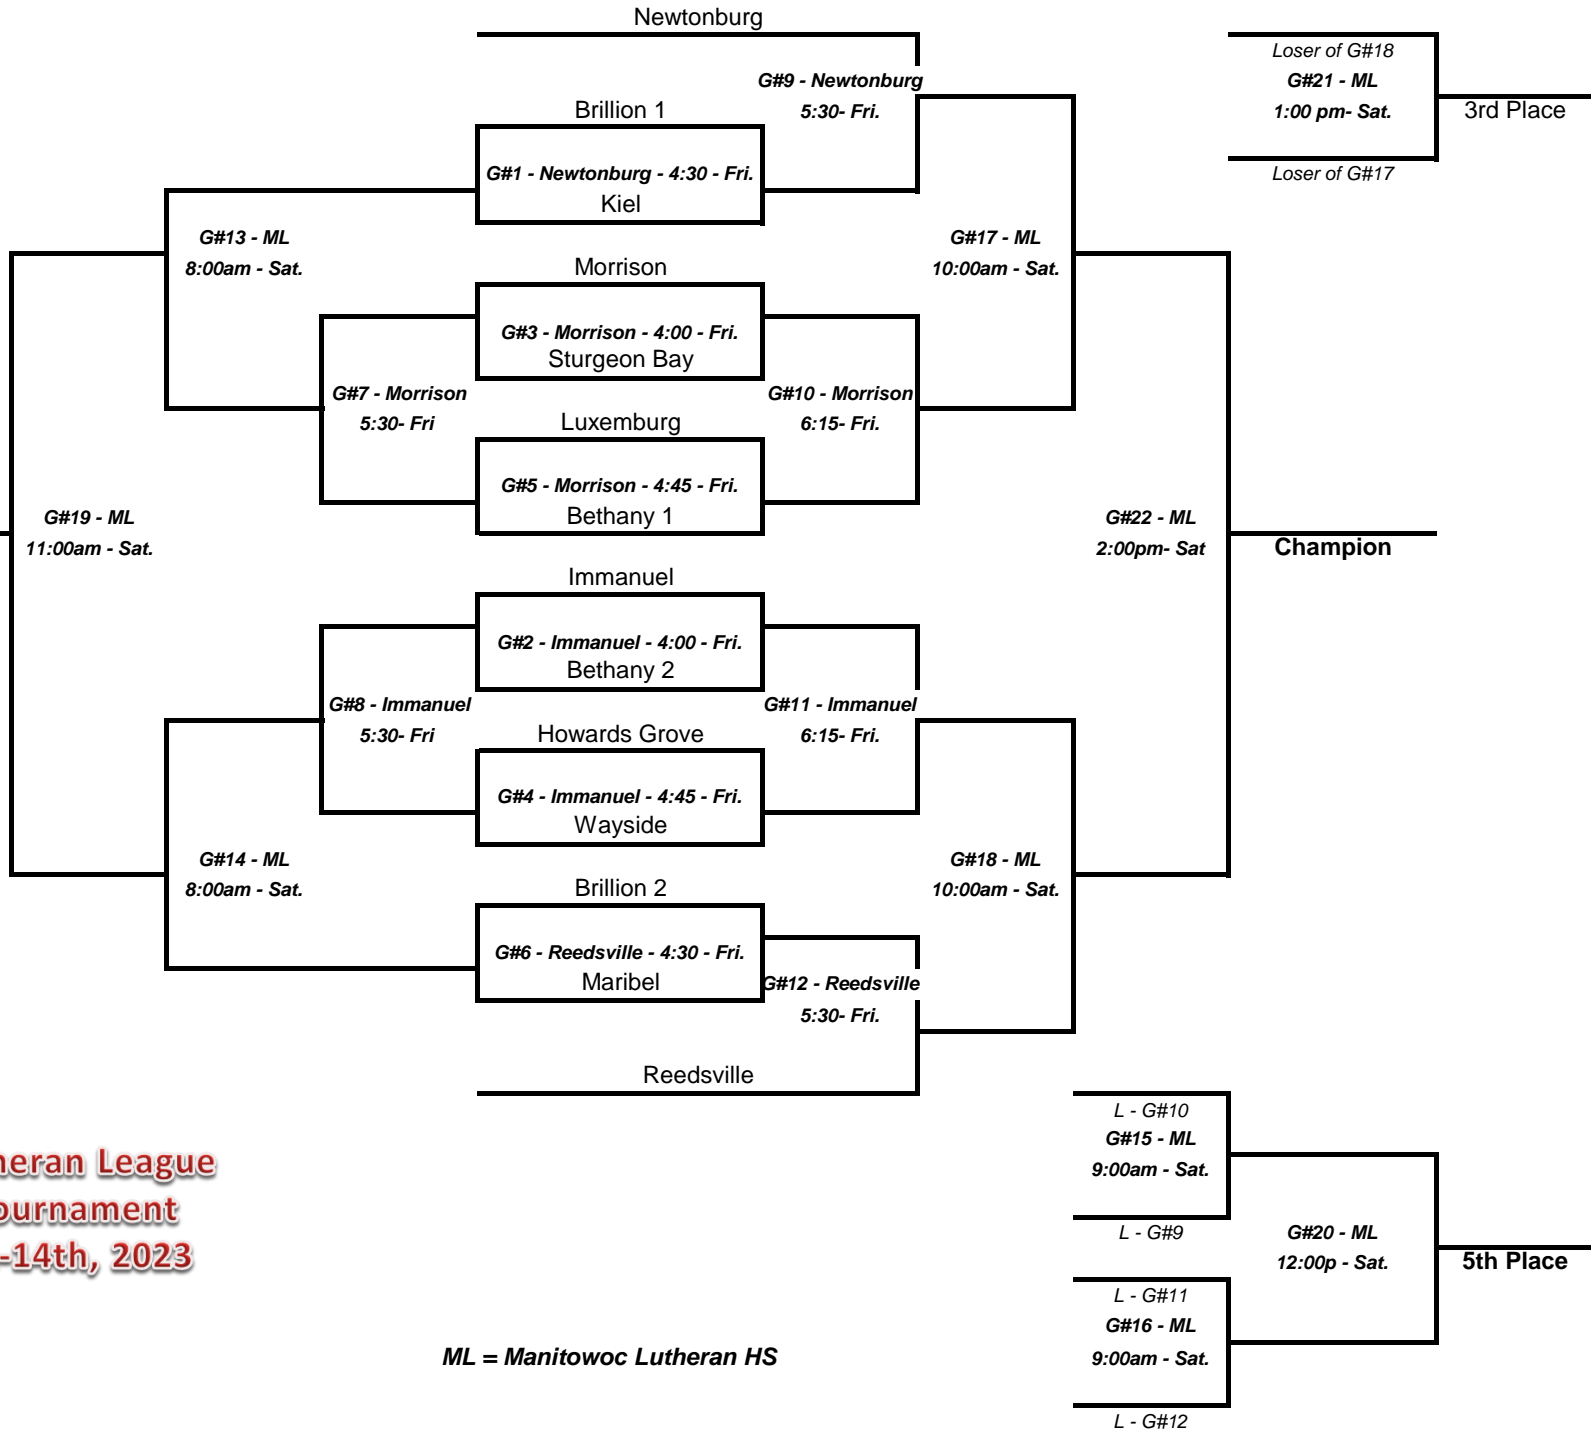 Newtonburg
Loser of G#18
G#9 - Newtonburg
G#21 - ML
Brillion 1
5:30- Fri.
1:00 pm- Sat.
3rd Place
G#1 - Newtonburg - 4:30 - Fri.
Loser of G#17
Kiel
G#13 - ML
G#17 - ML
8:00am - Sat.
Morrison
10:00am - Sat.
G#3 - Morrison - 4:00 - Fri.
Sturgeon Bay
G#7 - Morrison
G#10 - Morrison
5:30- Fri
Luxemburg
6:15- Fri.
G#5 - Morrison - 4:45 - Fri.
G#19 - ML
Bethany 1
G#22 - ML
11:00am - Sat.
2:00pm- Sat
Champion
Immanuel
G#2 - Immanuel - 4:00 - Fri.
Bethany 2
G#8 - Immanuel
G#11 - Immanuel
5:30- Fri
Howards Grove
6:15- Fri.
G#4 - Immanuel - 4:45 - Fri.
Wayside
G#14 - ML
G#18 - ML
8:00am - Sat.
Brillion 2
10:00am - Sat.
G#6 - Reedsville - 4:30 - Fri.
Maribel
G#12 - Reedsville
5:30- Fri.
Reedsville
L - G#10
G#15 - ML
9:00am - Sat.
L - G#9
G#20 - ML
12:00p - Sat.
5th Place
L - G#11
G#16 - ML
9:00am - Sat.
L - G#12
heran League
ournament
-14th, 2023
ML = Manitowoc Lutheran HS